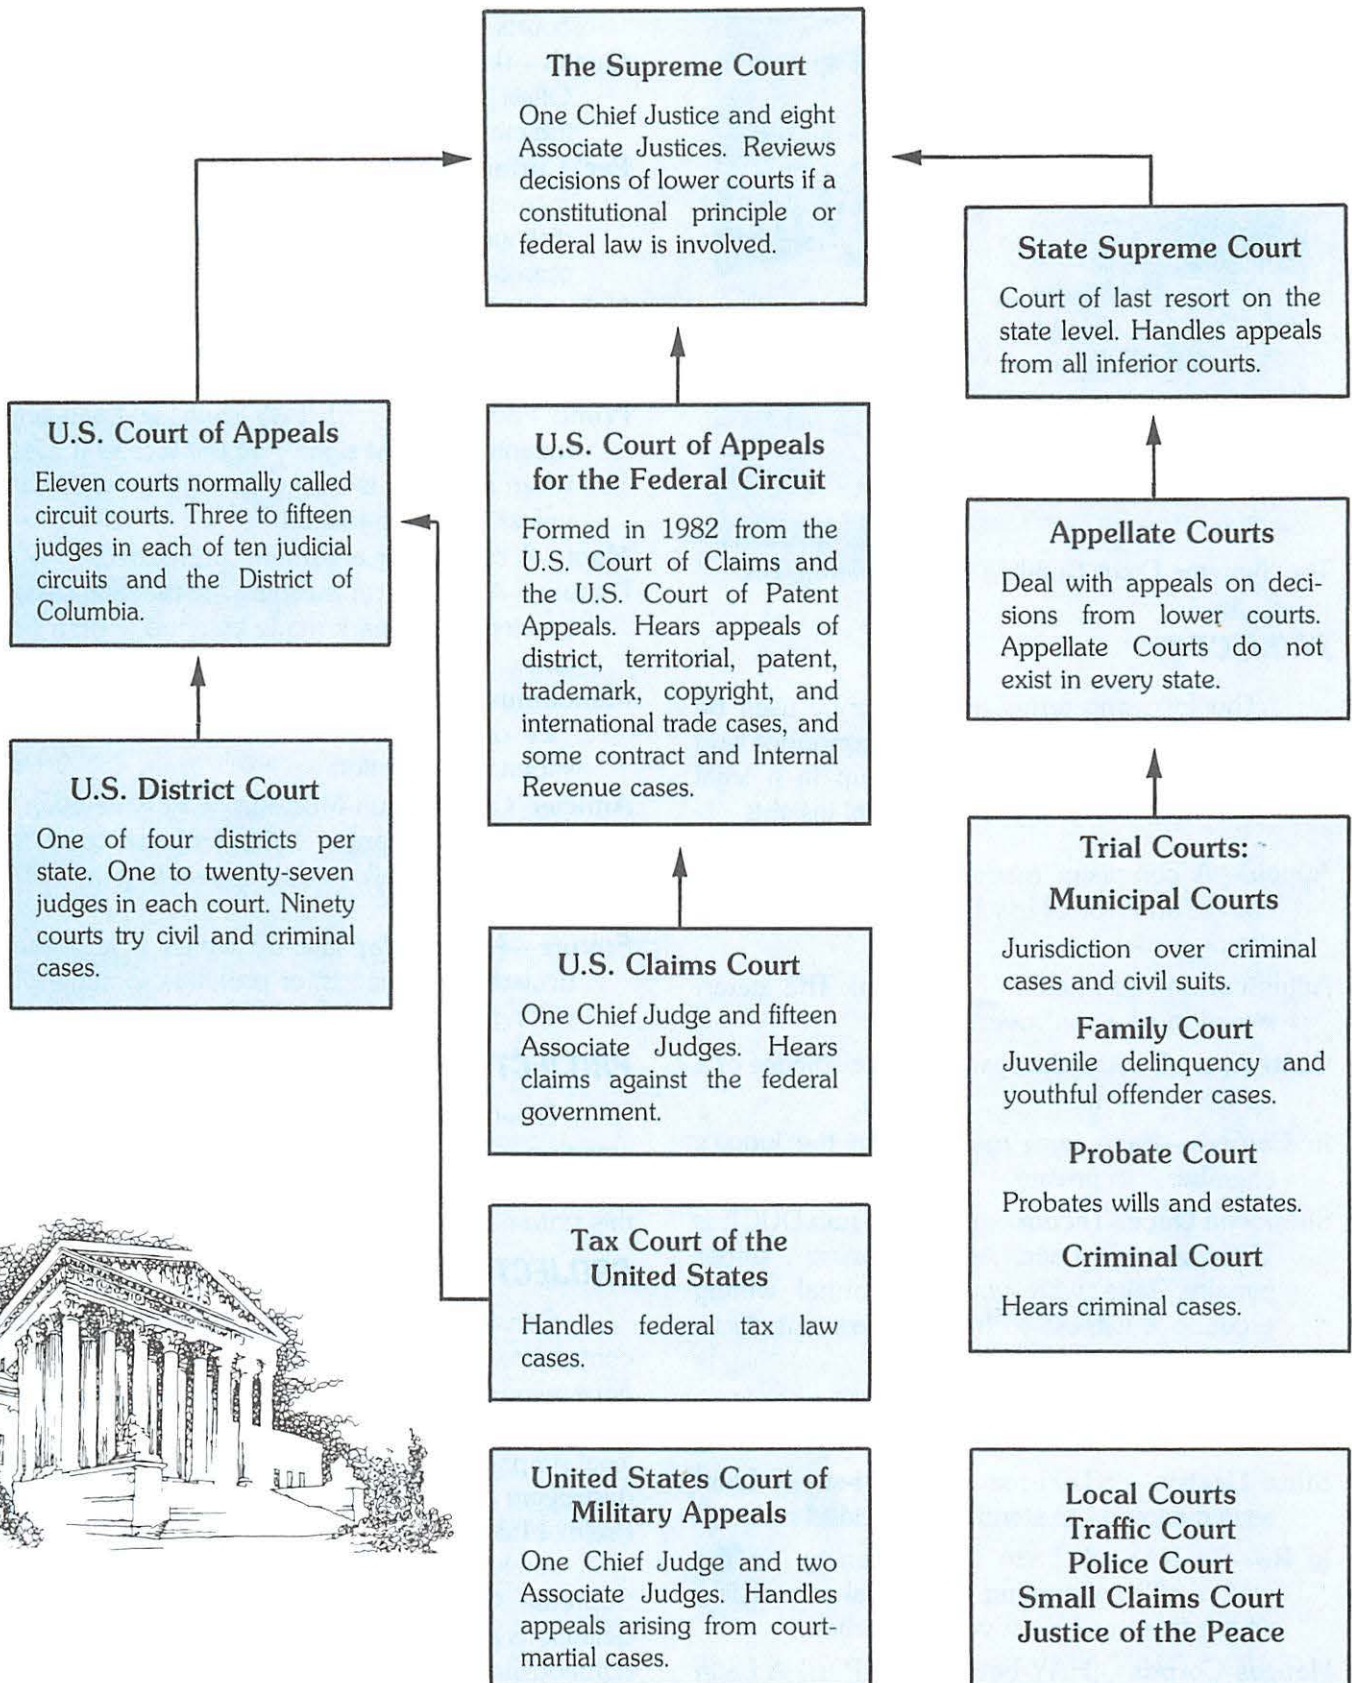 The Supreme Court
One Chief Justice and eight
Associate Justices. Reviews
decisions of lower courts if a
constitutional principle or
federal law is involved.
State Supreme Court
Court of last resort on the
state level. Handles appeals
from all inferior courts.
U.S. Court of Appeals
Eleven courts normally called
circuit courts. Three to fifteen
judges in each of ten judicial
circuits and the District of
Columbia.
U.S. Court of Appeals
for the Federal Circuit
Formed in 1982 from the
U.S. Court of Claims and
the U.S. Court of Patent
Appeals. Hears appeals of
district, territorial, patent,
trademark, copyright, and
international trade cases, and
some contract and Internal
Revenue cases.
Appellate Courts
Deal with appeals on deci-
sions from lower courts.
Appellate Courts do not
exist in every state.
U.S. District Court
One of four districts per
state. One to twenty-seven
judges in each court. Ninety
courts try civil and criminal
cases.
U.S. Claims Court
One Chief Judge and fifteen
Associate Judges. Hears
claims against the federal
government.
Trial Courts:
Municipal Courts
Jurisdiction over criminal
cases and civil suits.
Family Court
Juvenile delinquency and
youthful offender cases.
Probate Court
Probates wills and estates.
Criminal Court
Hears criminal cases.
Tax Court of the
United States
Handles federal tax law
cases.
United States Court of
Military Appeals
One Chief Judge and two
Associate Judges. Handles
appeals arising from court-
martial cases.
Local Courts
Traffic Court
Police Court
Small Claims Court
Justice of the Peace